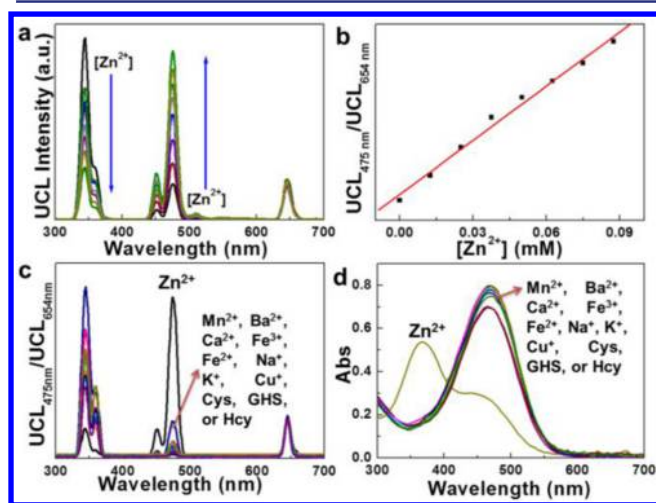 a
[Zn²⁺]
[Zn²⁺]
UCL Intensity (a.u.)
300 400 500 600 700
Wavelength (nm)
b
UCL475 nm/UCL654 nm
0.00 0.03 0.06 0.09
[Zn²⁺] (mM)
c
Zn²⁺
Mn²⁺, Ba²⁺,
Ca²⁺, Fe³⁺,
Fe²⁺, Na⁺,
K⁺, Cu⁺,
Cys, GHS,
or Hcy
UCL475nm/UCL654nm
300 400 500 600 700
Wavelength (nm)
d
Zn²⁺
Mn²⁺, Ba²⁺,
Ca²⁺, Fe³⁺,
Fe²⁺, Na⁺, K⁺,
Cu⁺, Cys,
GHS, or Hcy
Abs
0.8
0.6
0.4
0.2
0.0
300 400 500 600 700
Wavelength (nm)